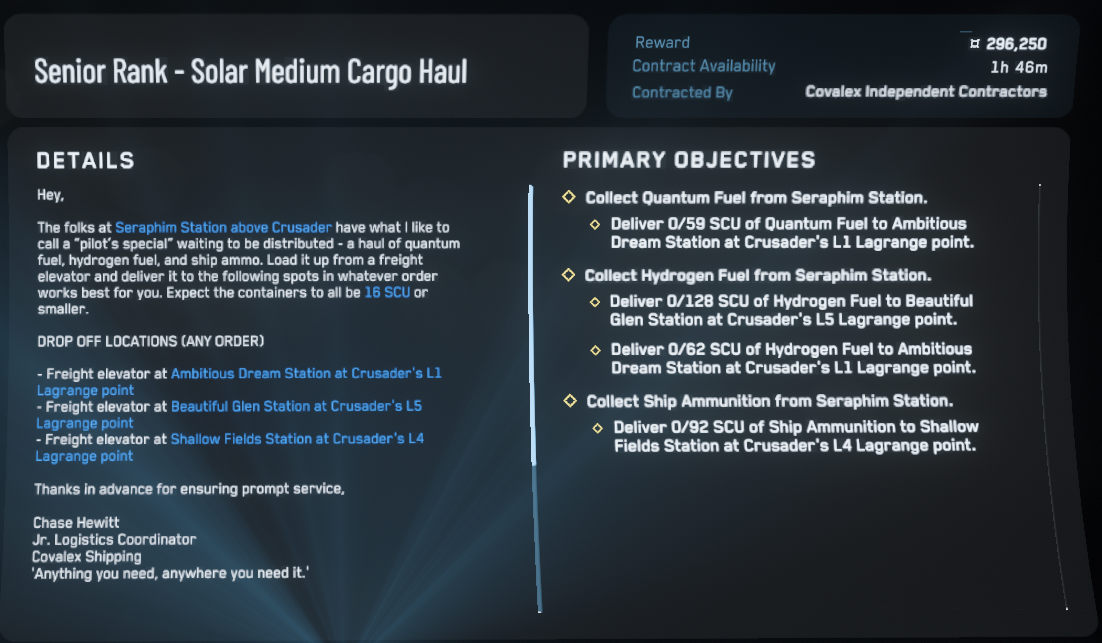 Senior Rank - Solar Medium Cargo Haul
Reward ¤ 296,250
Contract Availability 1h 46m
Contracted By Covalex Independent Contractors
DETAILS
Hey,
The folks at Seraphim Station above Crusader have what I like to
call a "pilot's special" waiting to be distributed - a haul of quantum
fuel, hydrogen fuel, and ship ammo. Load it up from a freight
elevator and deliver it to the following spots in whatever order
works best for you. Expect the containers to all be 16 SCU or
smaller.
DROP OFF LOCATIONS (ANY ORDER)
- Freight elevator at Ambitious Dream Station at Crusader's L1
Lagrange point
- Freight elevator at Beautiful Glen Station at Crusader's L5
Lagrange point
- Freight elevator at Shallow Fields Station at Crusader's L4
Lagrange point
Thanks in advance for ensuring prompt service,
Chase Hewitt
Jr. Logistics Coordinator
Covalex Shipping
'Anything you need, anywhere you need it.'
PRIMARY OBJECTIVES
Collect Quantum Fuel from Seraphim Station.
Deliver 0/59 SCU of Quantum Fuel to Ambitious
Dream Station at Crusader's L1 Lagrange point.
Collect Hydrogen Fuel from Seraphim Station.
Deliver 0/128 SCU of Hydrogen Fuel to Beautiful
Glen Station at Crusader's L5 Lagrange point.
Deliver 0/62 SCU of Hydrogen Fuel to Ambitious
Dream Station at Crusader's L1 Lagrange point.
Collect Ship Ammunition from Seraphim Station.
Deliver 0/92 SCU of Ship Ammunition to Shallow
Fields Station at Crusader's L4 Lagrange point.